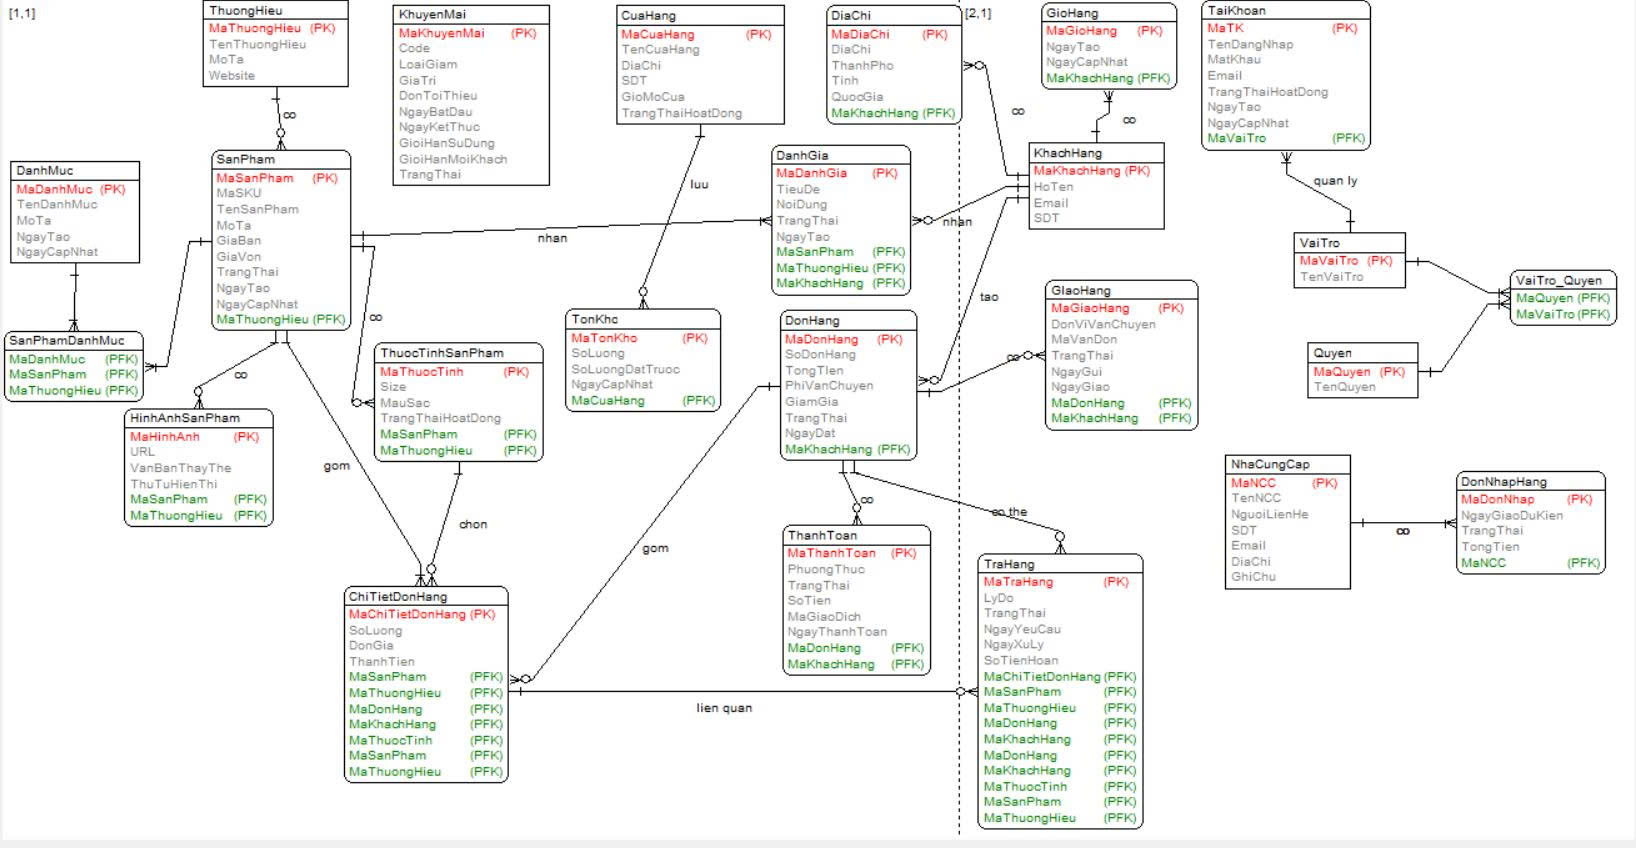 [1,1]
ThuongHieu
MaThuongHieu (PK)
TenThuongHieu
MoTa
Website
KhuyenMai
MaKhuyenMai (PK)
Code
LoaiGiam
GiaTri
DonToiThieu
NgayBatDau
NgayKetThuc
GioiHanSuDung
GioiHanMoiKhach
TrangThai
CuaHang
MaCuaHang (PK)
TenCuaHang
DiaChi
SDT
GioMoCua
TrangThaiHoatDong
DiaChi
MaDiaChi (PK)
DiaChi
ThanhPho
Tinh
QuocGia
MaKhachHang (PFK)
[2,1]
GioHang
MaGioHang (PK)
NgayTao
NgayCapNhat
MaKhachHang (PFK)
TaiKhoan
MaTK (PK)
TenDangNhap
MatKhau
Email
TrangThaiHoatDong
NgayTao
NgayCapNhat
MaVaiTro (PFK)
co
co
co
DanhMuc
MaDanhMuc (PK)
TenDanhMuc
MoTa
NgayTao
NgayCapNhat
SanPham
MaSanPham (PK)
MaSKU
TenSanPham
MoTa
GiaBan
GiaVon
TrangThai
NgayTao
NgayCapNhat
MaThuongHieu (PFK)
luu
nhan
DanhGia
MaDanhGia (PK)
TieuDe
NoiDung
TrangThai
NgayTao
MaSanPham (PFK)
MaThuongHieu (PFK)
MaKhachHang (PFK)
nhan
KhachHang
MaKhachHang (PK)
HoTen
Email
SDT
quan ly
VaiTro
MaVaiTro (PK)
TenVaiTro
VaiTro_Quyen
MaQuyen (PFK)
MaVaiTro (PFK)
Quyen
MaQuyen (PK)
TenQuyen
SanPhamDanhMuc
MaDanhMuc (PFK)
MaSanPham (PFK)
MaThuongHieu (PFK)
co
co
HinhAnhSanPham
MaHinhAnh (PK)
URL
VanBanThayThe
ThuTuHienThi
MaSanPham (PFK)
MaThuongHieu (PFK)
ThuocTinhSanPham
MaThuocTinh (PK)
Size
MauSac
TrangThaiHoatDong
MaSanPham (PFK)
MaThuongHieu (PFK)
TonKho
MaTonKho (PK)
SoLuong
SoLuongDatTruoc
NgayCapNhat
MaCuaHang (PFK)
tao
DonHang
MaDonHang (PK)
SoDonHang
TongTIen
PhiVanChuyen
GiamGia
TrangThai
NgayDat
MaKhachHang (PFK)
co
GIaoHang
MaGiaoHang (PK)
DonViVanChuyen
MaVanDon
TrangThai
NgayGui
NgayGiao
MaDonHang (PFK)
MaKhachHang (PFK)
gom
chon
gom
co
co the
NhaCungCap
MaNCC (PK)
TenNCC
NguoiLienHe
SDT
Email
DiaChi
GhiChu
co
DonNhapHang
MaDonNhap (PK)
NgayGiaoDuKien
TrangThai
TongTien
MaNCC (PFK)
ThanhToan
MaThanhToan (PK)
PhuongThuc
TrangThai
SoTien
MaGiaoDich
NgayThanhToan
MaDonHang (PFK)
MaKhachHang (PFK)
ChiTietDonHang
MaChiTietDonHang (PK)
SoLuong
DonGia
ThanhTien
MaSanPham (PFK)
MaThuongHieu (PFK)
MaDonHang (PFK)
MaKhachHang (PFK)
MaThuocTinh (PFK)
MaSanPham (PFK)
MaThuongHieu (PFK)
lien quan
TraHang
MaTraHang (PK)
LyDo
TrangThai
NgayYeuCau
NgayXuLy
SoTienHoan
MaChiTietDonHang (PFK)
MaSanPham (PFK)
MaThuongHieu (PFK)
MaDonHang (PFK)
MaKhachHang (PFK)
MaDonHang (PFK)
MaKhachHang (PFK)
MaThuocTinh (PFK)
MaSanPham (PFK)
MaThuongHieu (PFK)